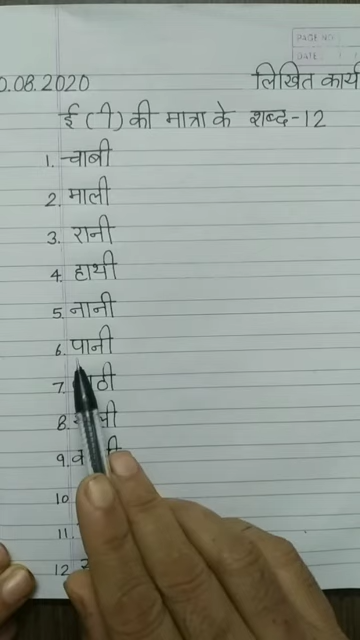 PAGE NO.
DATE
0.08.2020 लिखित कार्य
ई ( ी ) की मात्रा के शब्द-12
1. चाबी
2. माली
3. रानी
4. हाथी
5. नानी
6. पानी
7.
8.
9.
10
11.
12